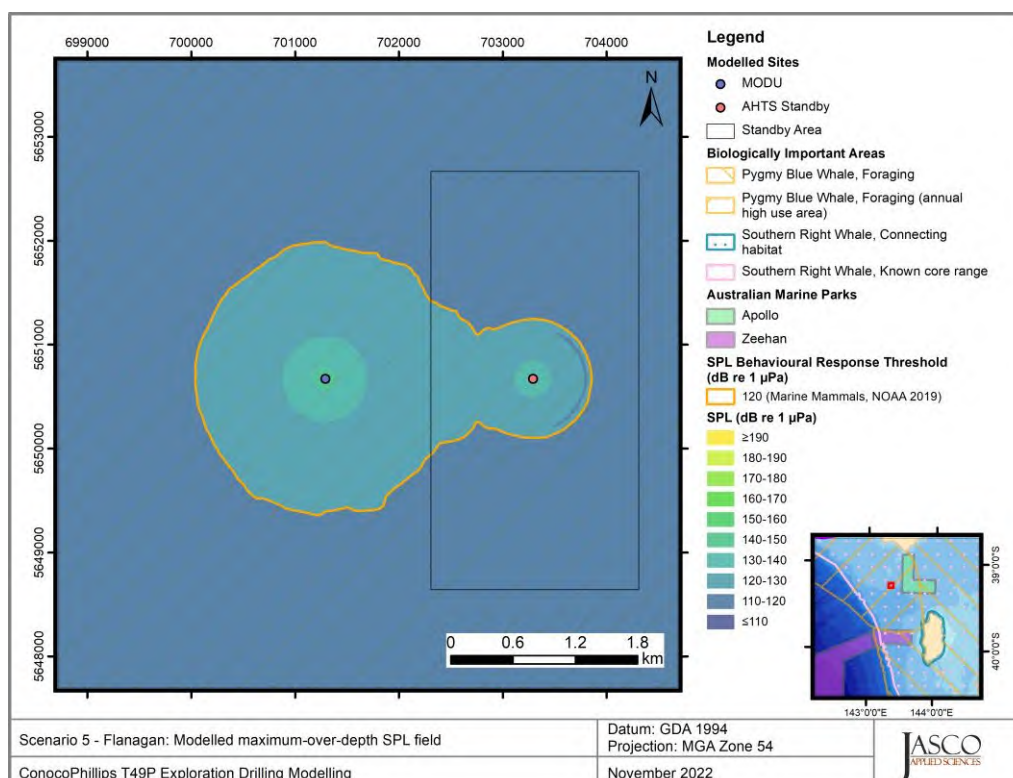 699000 700000 701000 702000 703000 704000
5653000
5652000
5651000
5650000
5649000
5648000
N
0 0.6 1.2 1.8
km
Legend
Modelled Sites
MODU
AHTS Standby
Standby Area
Biologically Important Areas
Pygmy Blue Whale, Foraging
Pygmy Blue Whale, Foraging (annual
high use area)
Southern Right Whale, Connecting
habitat
Southern Right Whale, Known core range
Australian Marine Parks
Apollo
Zeehan
SPL Behavioural Response Threshold
(dB re 1 µPa)
120 (Marine Mammals, NOAA 2019)
SPL (dB re 1 µPa)
≥190
180-190
170-180
160-170
150-160
140-150
130-140
120-130
110-120
≤110
39°0'0"S
40°0'0"S
143°0'0"E 144°0'0"E
Scenario 5 - Flanagan: Modelled maximum-over-depth SPL field
Datum: GDA 1994
Projection: MGA Zone 54
ConocoPhillips T49P Exploration Drilling Modelling
November 2022
JASCO
APPLIED SCIENCES